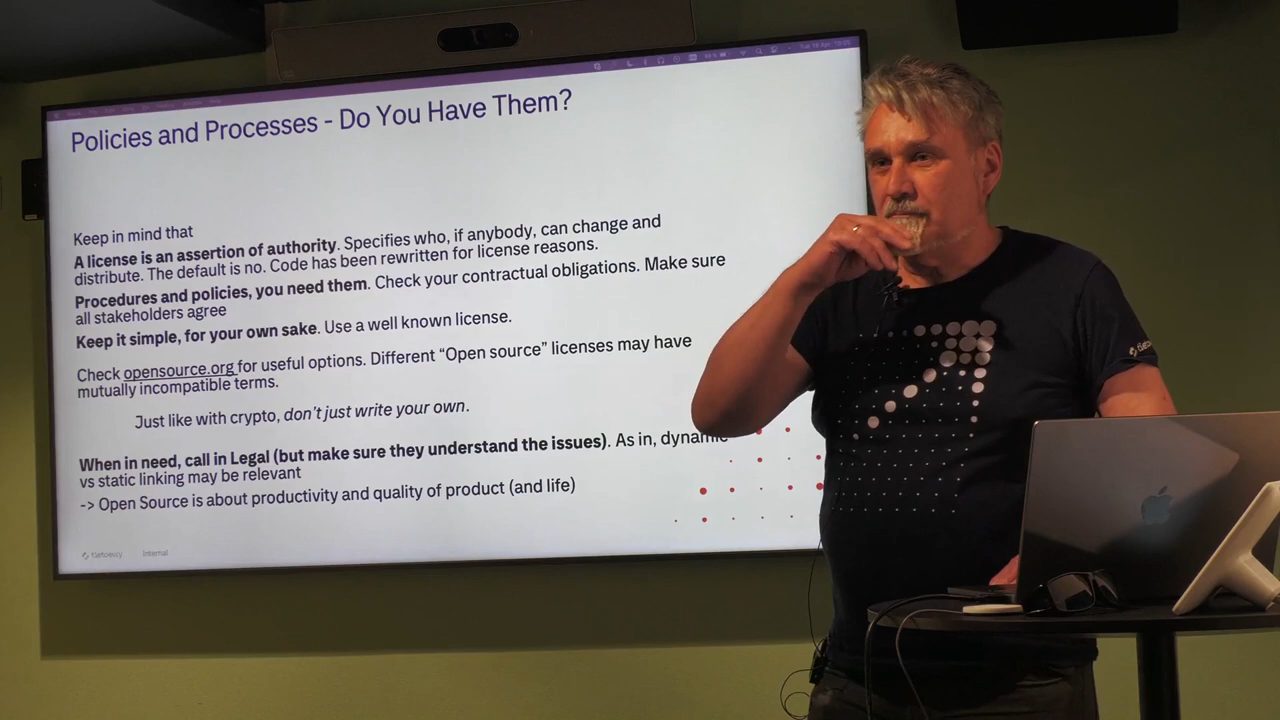 Policies and Processes - Do You Have Them?
Keep in mind that
A license is an assertion of authority. Specifies who, if anybody, can change and
distribute. The default is no. Code has been rewritten for license reasons.
Procedures and policies, you need them. Check your contractual obligations. Make sure
all stakeholders agree
Keep it simple, for your own sake. Use a well known license.
Check opensource.org for useful options. Different “Open source” licenses may have
mutually incompatible terms.
Just like with crypto, don't just write your own.
When in need, call in Legal (but make sure they understand the issues). As in, dynamic
vs static linking may be relevant
-> Open Source is about productivity and quality of product (and life)
Internal